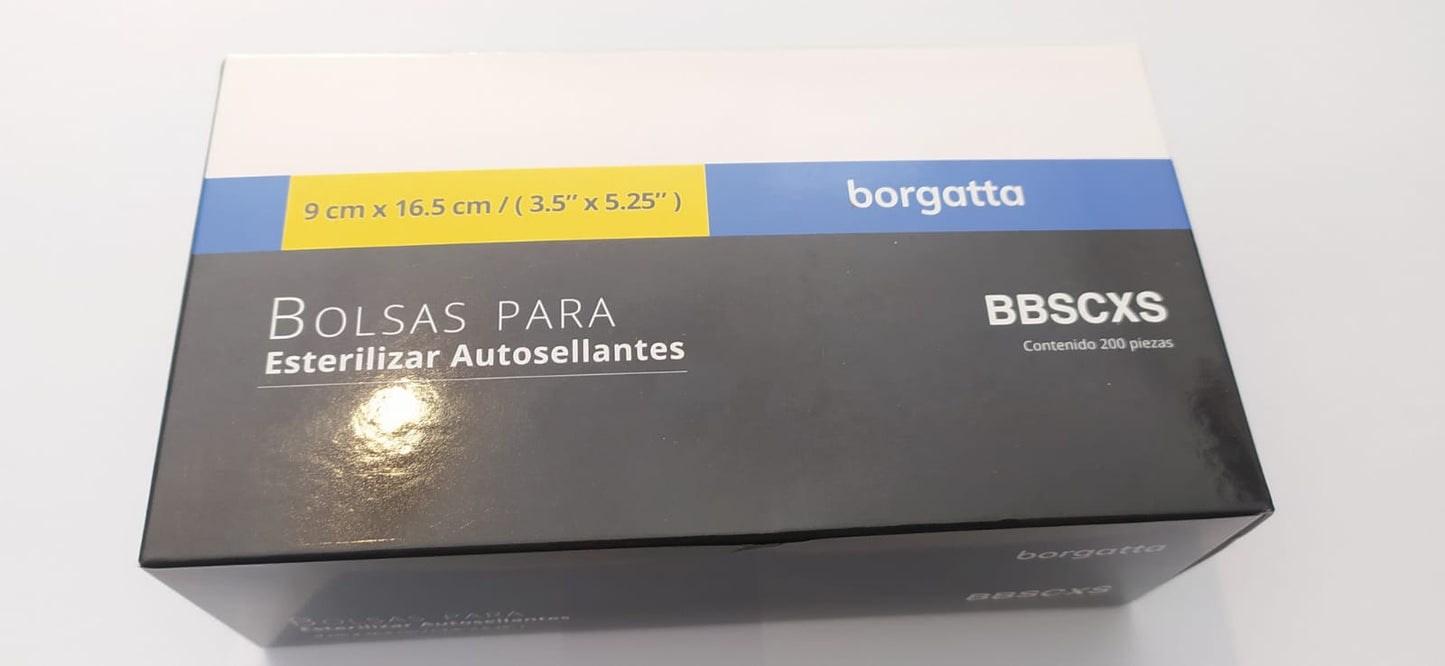 9 cm x 16.5 cm / ( 3.5” x 5.25” )
borgatta
BOLSAS PARA
Esterilizar Autosellantes
BBSCXS
Contenido 200 piezas
borgatta
BBSCXS
BOLSAS PARA
Esterilizar Autosellantes